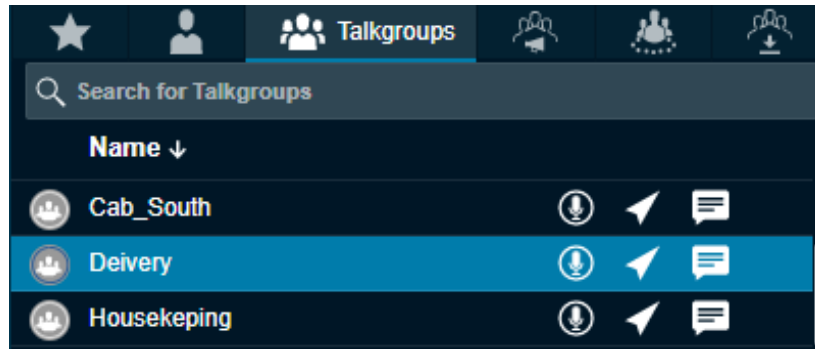 Talkgroups
Search for Talkgroups
Name ↓
Cab_South
Deivery
Housekeping